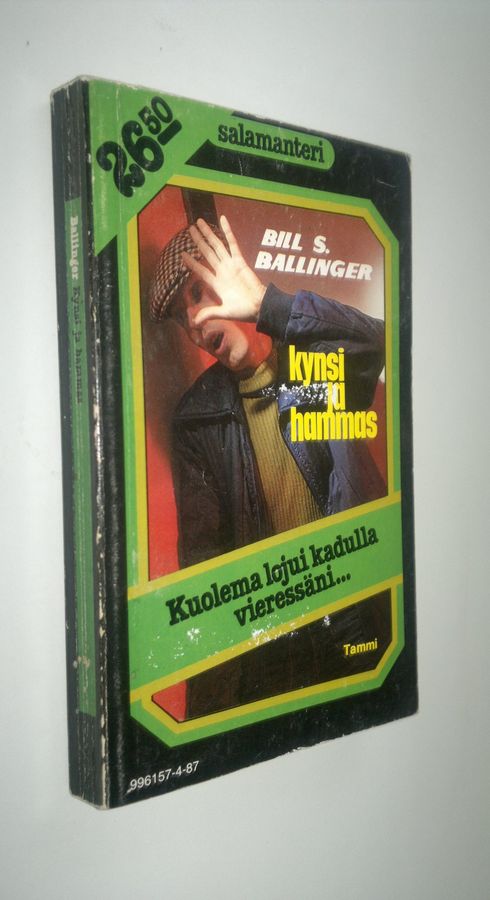 26 50
salamanteri
BILL S.
BALLINGER
kynsi
ja
hammas
Kuolema lojui kadulla
vieressäni...
Tammi
996157-4-87
Ballinger Kynsi ja hammas